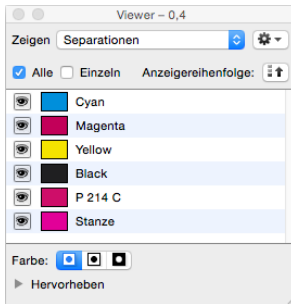 Viewer – 0,4
Zeigen Separationen
Alle Einzeln Anzeigereihenfolge:
Cyan
Magenta
Yellow
Black
P 214 C
Stanze
Farbe:
Hervorheben